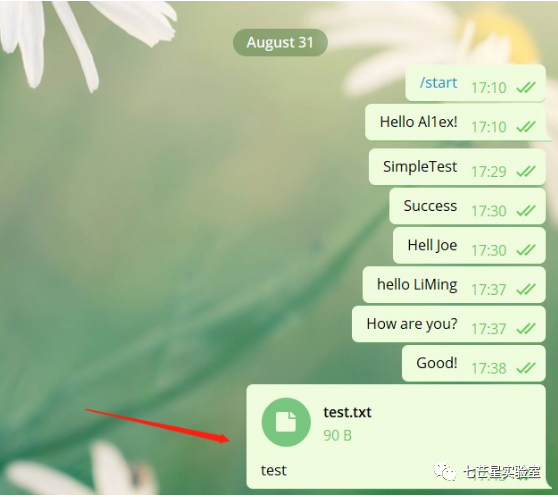 August 31
/start 17:10
Hello Al1ex! 17:10
SimpleTest 17:29
Success 17:30
Hell Joe 17:30
hello LiMing 17:37
How are you? 17:37
Good! 17:38
test.txt
90 B
test
七芒星实验室